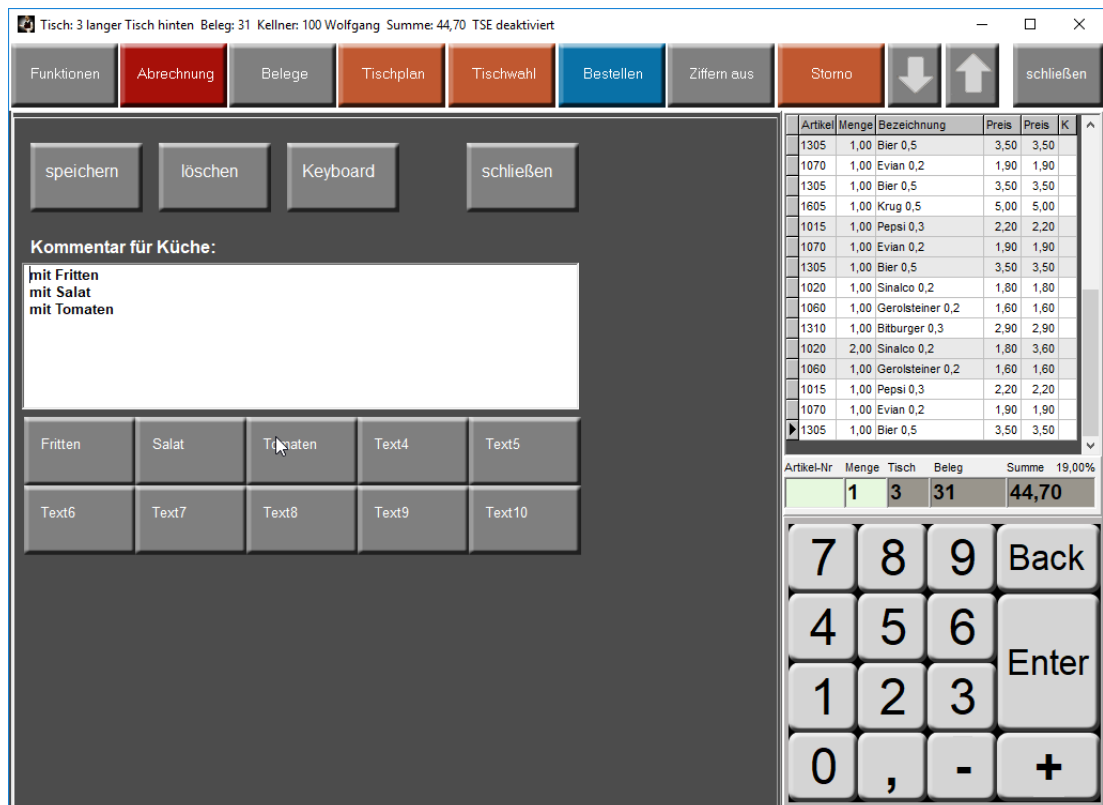 Tisch: 3 langer Tisch hinten Beleg: 31 Kellner: 100 Wolfgang Summe: 44,70 TSE deaktiviert
Funktionen Abrechnung Belege Tischplan Tischwahl Bestellen Ziffern aus Storno schließen
speichern löschen Keyboard schließen
Kommentar für Küche:
mit Fritten
mit Salat
mit Tomaten
Fritten Salat Tomaten Text4 Text5
Text6 Text7 Text8 Text9 Text10
Artikel Menge Bezeichnung Preis Preis K
1305 1,00 Bier 0,5 3,50 3,50
1070 1,00 Evian 0,2 1,90 1,90
1305 1,00 Bier 0,5 3,50 3,50
1605 1,00 Krug 0,5 5,00 5,00
1015 1,00 Pepsi 0,3 2,20 2,20
1070 1,00 Evian 0,2 1,90 1,90
1305 1,00 Bier 0,5 3,50 3,50
1020 1,00 Sinalco 0,2 1,80 1,80
1060 1,00 Gerolsteiner 0,2 1,60 1,60
1310 1,00 Bitburger 0,3 2,90 2,90
1020 2,00 Sinalco 0,2 1,80 3,60
1060 1,00 Gerolsteiner 0,2 1,60 1,60
1015 1,00 Pepsi 0,3 2,20 2,20
1070 1,00 Evian 0,2 1,90 1,90
1305 1,00 Bier 0,5 3,50 3,50
Artikel-Nr Menge Tisch Beleg Summe 19,00%
1 3 31 44,70
7 8 9 Back
4 5 6
Enter
1 2 3
0 , - +